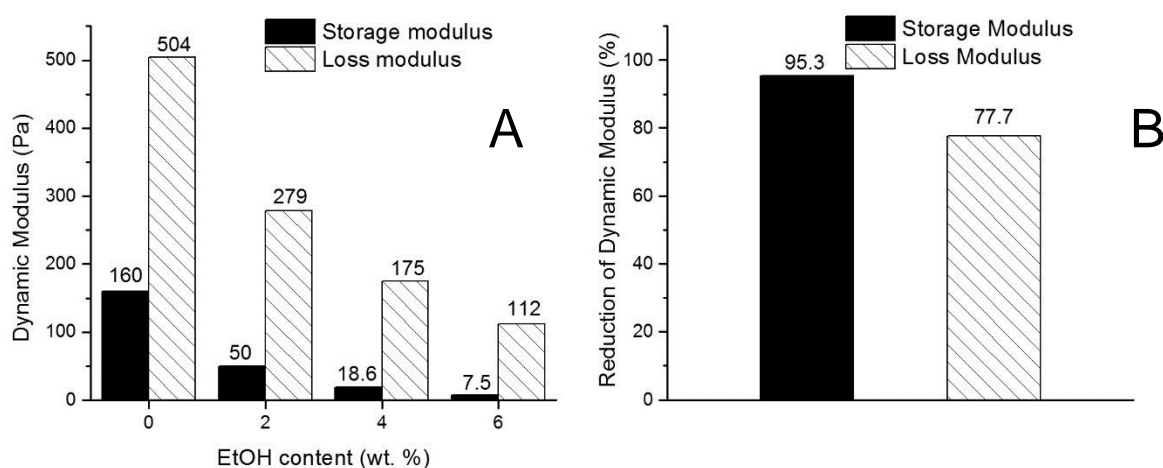 Storage modulus
Loss modulus
A
Dynamic Modulus (Pa)
500
400
300
200
100
0
504
160
279
50
175
18.6
112
7.5
0 2 4 6
EtOH content (wt. %)
Storage Modulus
Loss Modulus
B
Reduction of Dynamic Modulus (%)
100
80
60
40
20
0
95.3
77.7